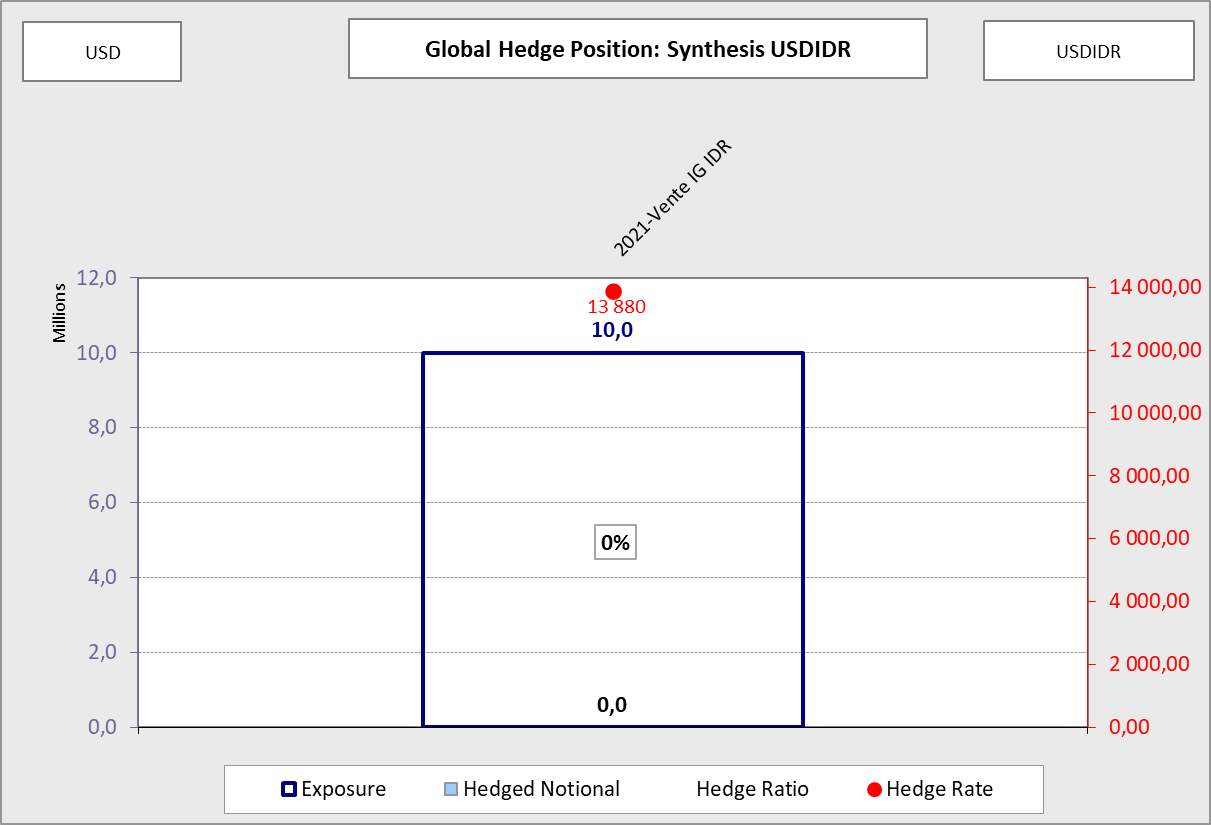 USD
Global Hedge Position: Synthesis USDIDR
USDIDR
2021-Vente IG IDR
Millions
12,0
10,0
8,0
6,0
4,0
2,0
0,0
13 880
10,0
0%
0,0
14 000,00
12 000,00
10 000,00
8 000,00
6 000,00
4 000,00
2 000,00
0,00
Exposure
Hedged Notional
Hedge Ratio
Hedge Rate